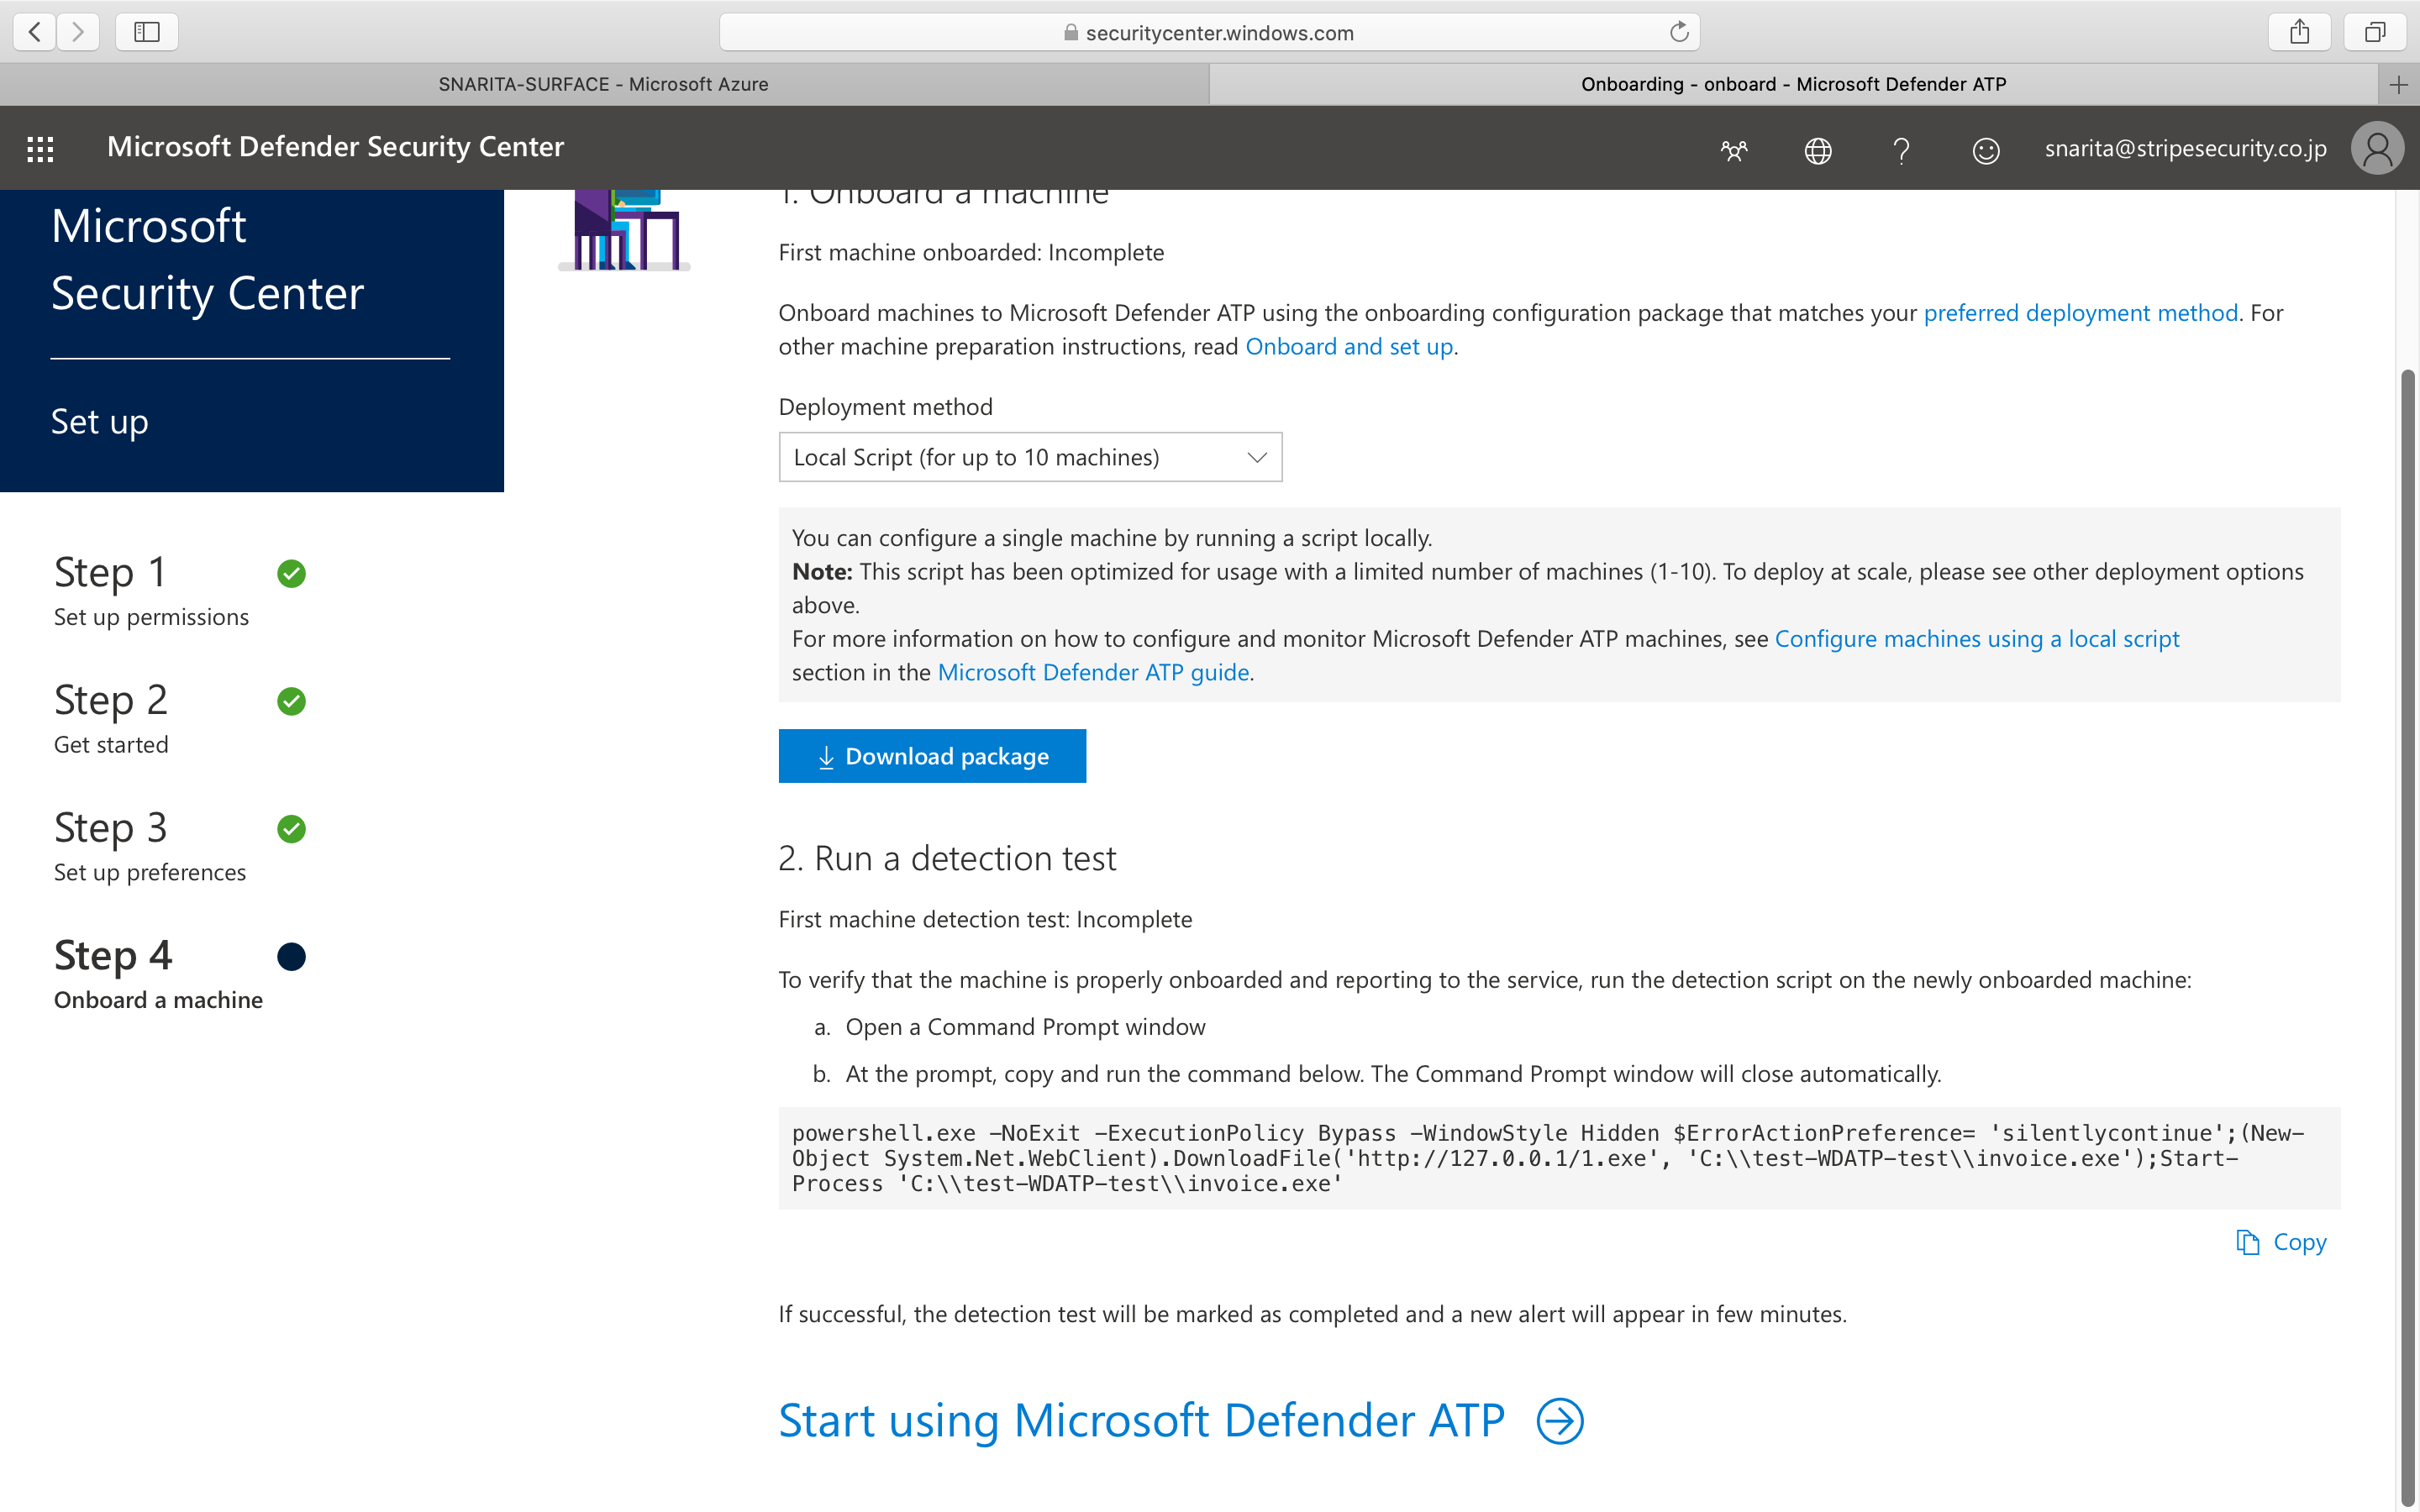 securitycenter.windows.com
SNARITA-SURFACE - Microsoft Azure
Onboarding - onboard - Microsoft Defender ATP
Microsoft Defender Security Center
snarita@stripesecurity.co.jp
Microsoft
Security Center
Set up
Step 1
Set up permissions
Step 2
Get started
Step 3
Set up preferences
Step 4
Onboard a machine
1. Onboard a machine
First machine onboarded: Incomplete
Onboard machines to Microsoft Defender ATP using the onboarding configuration package that matches your preferred deployment method. For
other machine preparation instructions, read Onboard and set up.
Deployment method
Local Script (for up to 10 machines)
You can configure a single machine by running a script locally.
Note: This script has been optimized for usage with a limited number of machines (1-10). To deploy at scale, please see other deployment options
above.
For more information on how to configure and monitor Microsoft Defender ATP machines, see Configure machines using a local script
section in the Microsoft Defender ATP guide.
Download package
2. Run a detection test
First machine detection test: Incomplete
To verify that the machine is properly onboarded and reporting to the service, run the detection script on the newly onboarded machine:
a. Open a Command Prompt window
b. At the prompt, copy and run the command below. The Command Prompt window will close automatically.
powershell.exe -NoExit -ExecutionPolicy Bypass -WindowStyle Hidden $ErrorActionPreference= 'silentlycontinue';(New-
Object System.Net.WebClient).DownloadFile('http://127.0.0.1/1.exe', 'C:\\test-WDATP-test\\invoice.exe');Start-
Process 'C:\\test-WDATP-test\\invoice.exe'
Copy
If successful, the detection test will be marked as completed and a new alert will appear in few minutes.
Start using Microsoft Defender ATP